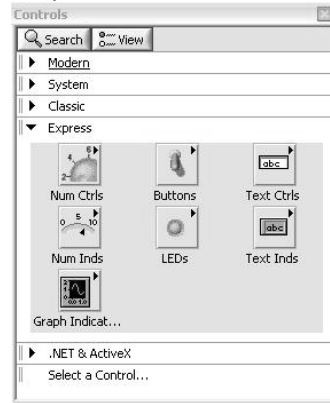 Controls
Search View
Modern
System
Classic
Express
Num Ctrls Buttons Text Ctrls
Num Inds LEDs Text Inds
Graph Indicat...
.NET & ActiveX
Select a Control...